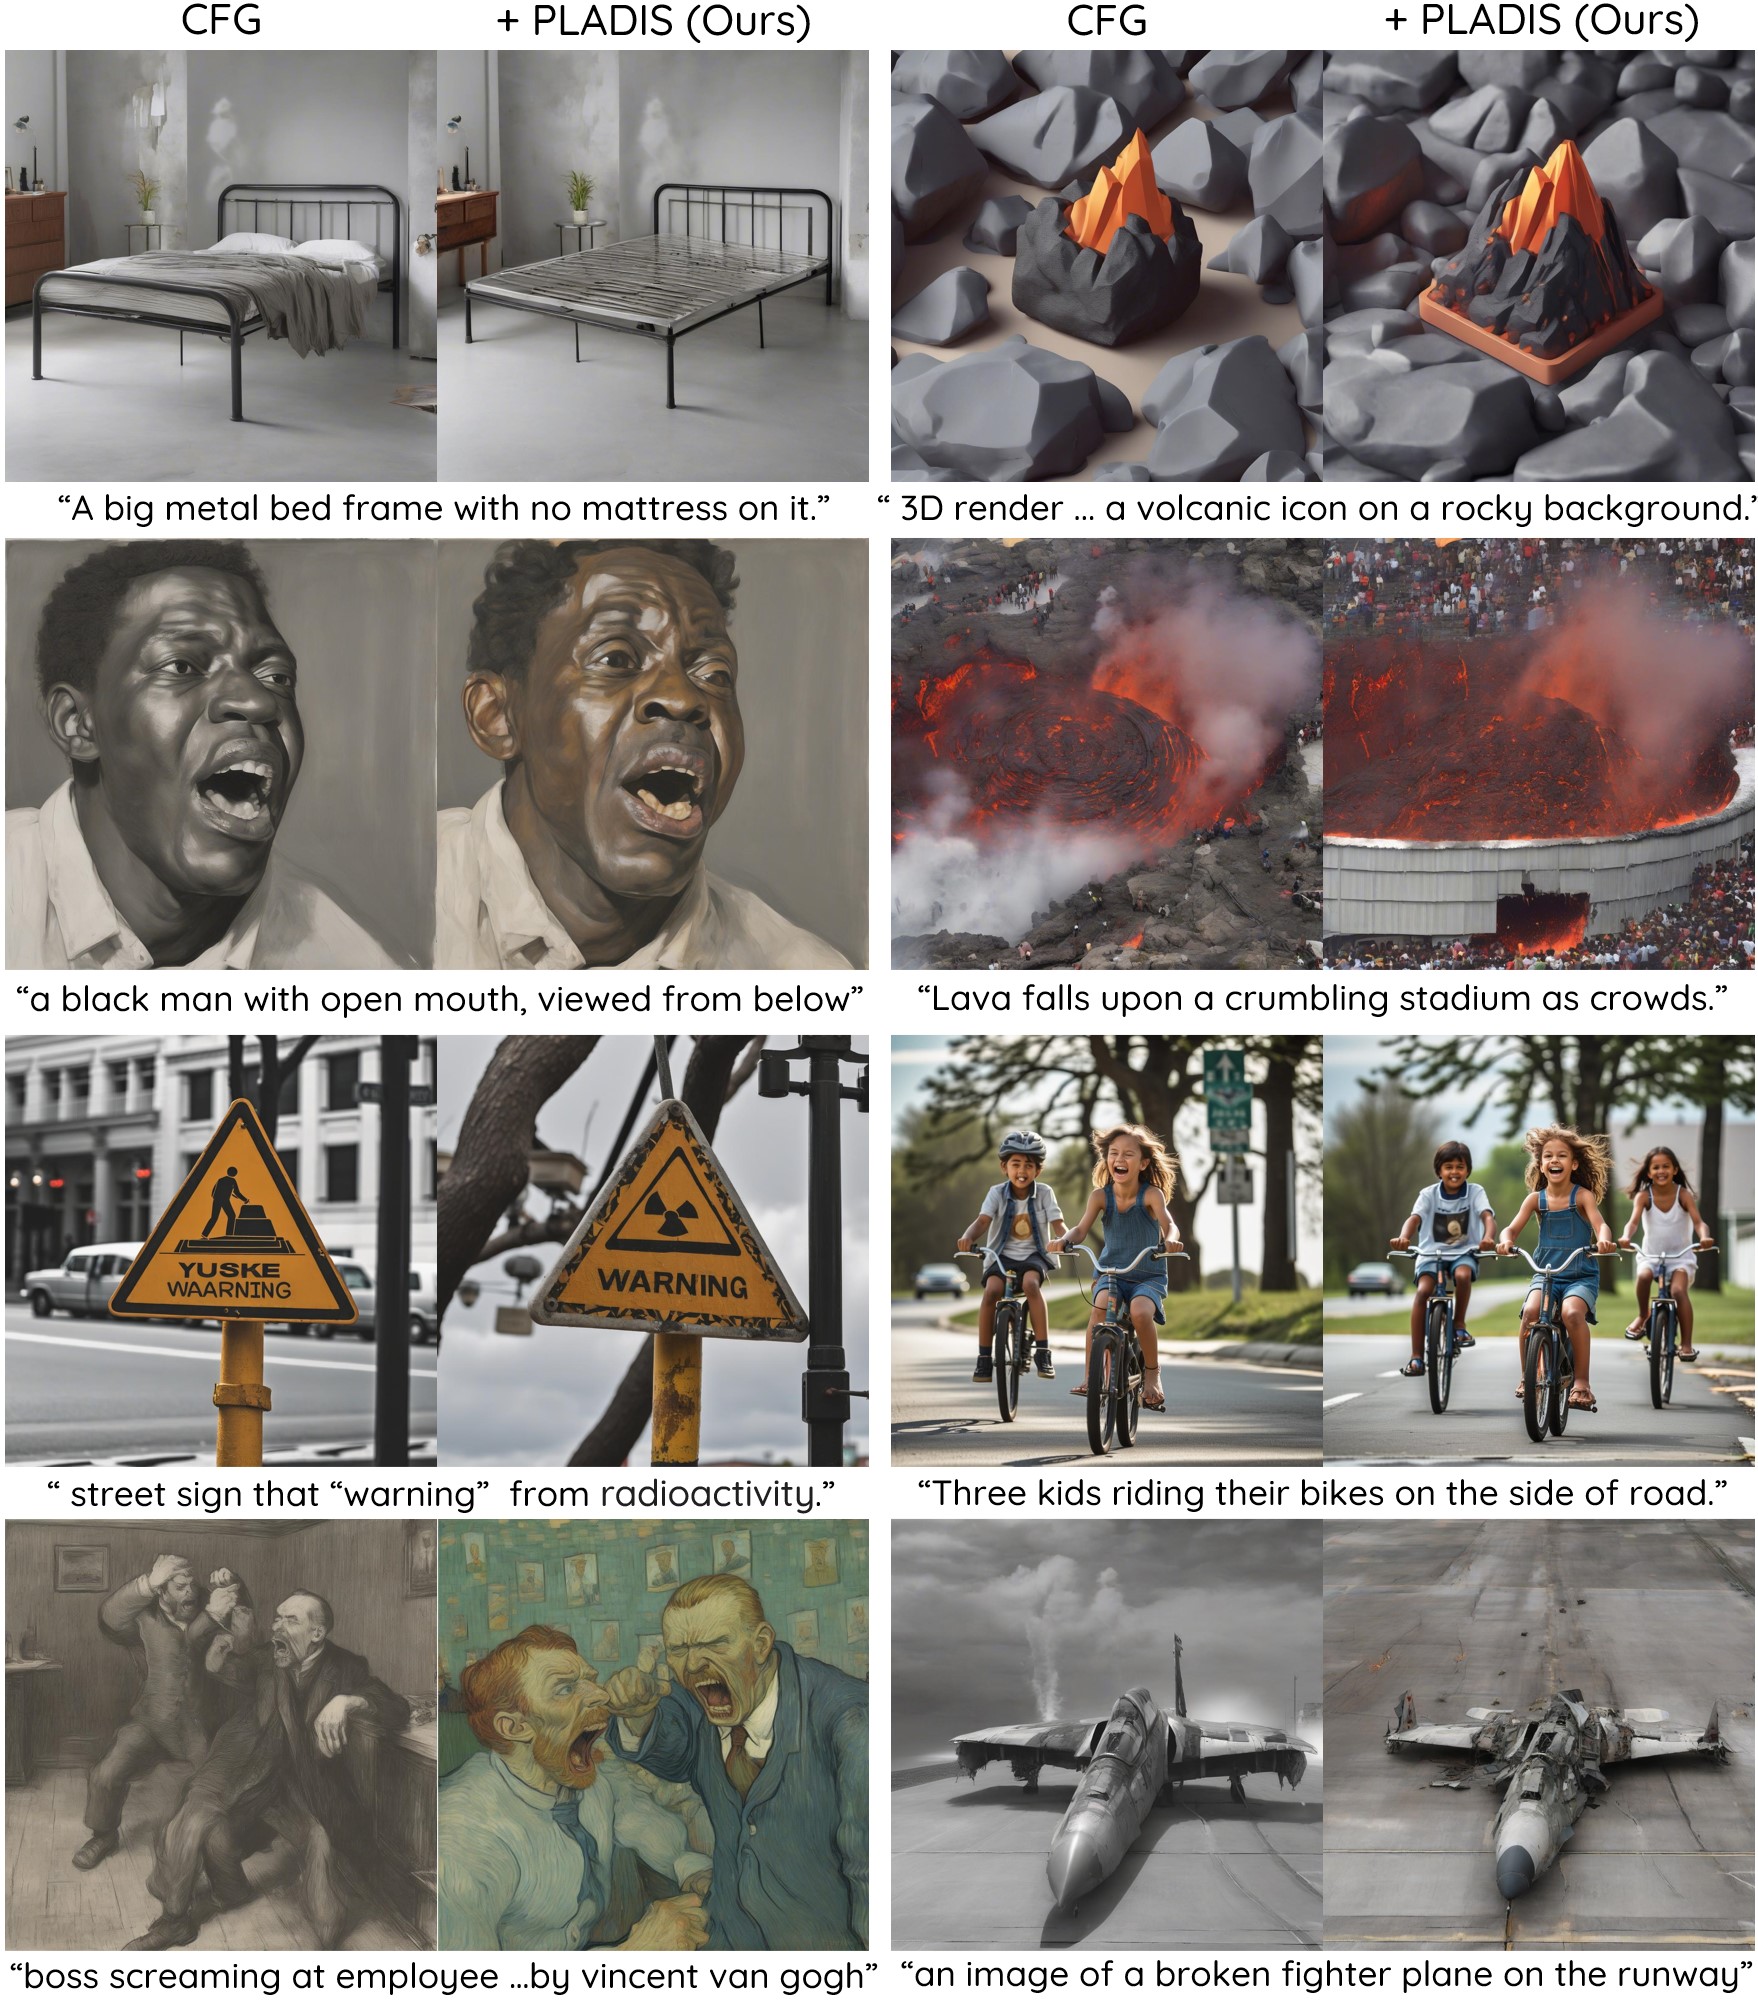 CFG
+ PLADIS (Ours)
CFG
+ PLADIS (Ours)
“A big metal bed frame with no mattress on it.”
“ 3D render ... a volcanic icon on a rocky background.’
“a black man with open mouth, viewed from below”
“Lava falls upon a crumbling stadium as crowds.”
YUSKE
WAARNING
WARNING
“ street sign that “warning” from radioactivity.”
“Three kids riding their bikes on the side of road.”
“boss screaming at employee ...by vincent van gogh”
“an image of a broken fighter plane on the runway”